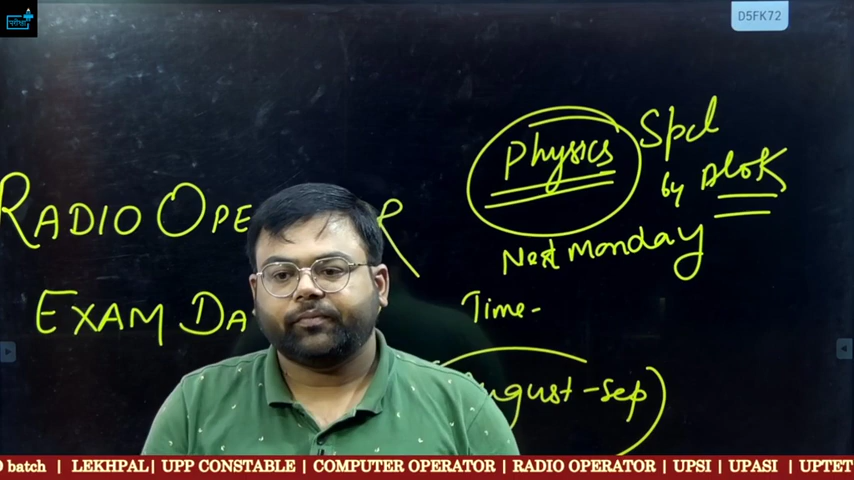 परीक्षा
D5FK72
RADIO OPE R
EXAM DA
Physics Spcl
by Alok
Next Monday
Time-
ugust-Sep
batch | LEKHPAL| UPP CONSTABLE | COMPUTER OPERATOR | RADIO OPERATOR | UPSI | UPASI | UPTET